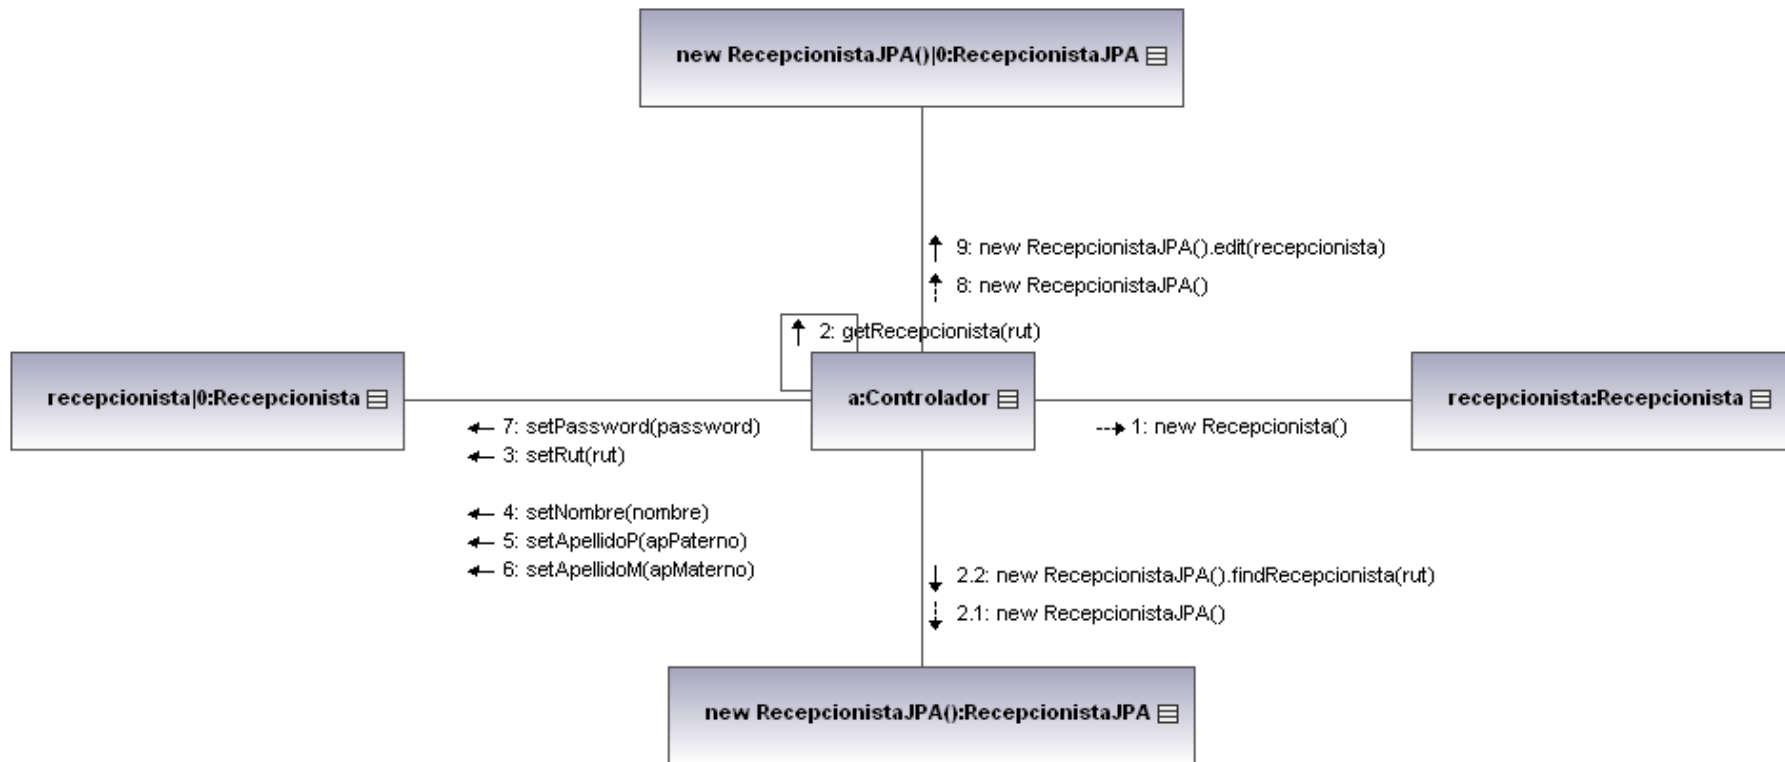 new RecepcionistaJPA()|0:RecepcionistaJPA
9: new RecepcionistaJPA().edit(recepcionista)
8: new RecepcionistaJPA()
2: getRecepcionista(rut)
recepcionista|0:Recepcionista
a:Controlador
recepcionista:Recepcionista
7: setPassword(password)
1: new Recepcionista()
3: setRut(rut)
4: setNombre(nombre)
5: setApellidoP(apPaterno)
6: setApellidoM(apMaterno)
2.2: new RecepcionistaJPA().findRecepcionista(rut)
2.1: new RecepcionistaJPA()
new RecepcionistaJPA():RecepcionistaJPA